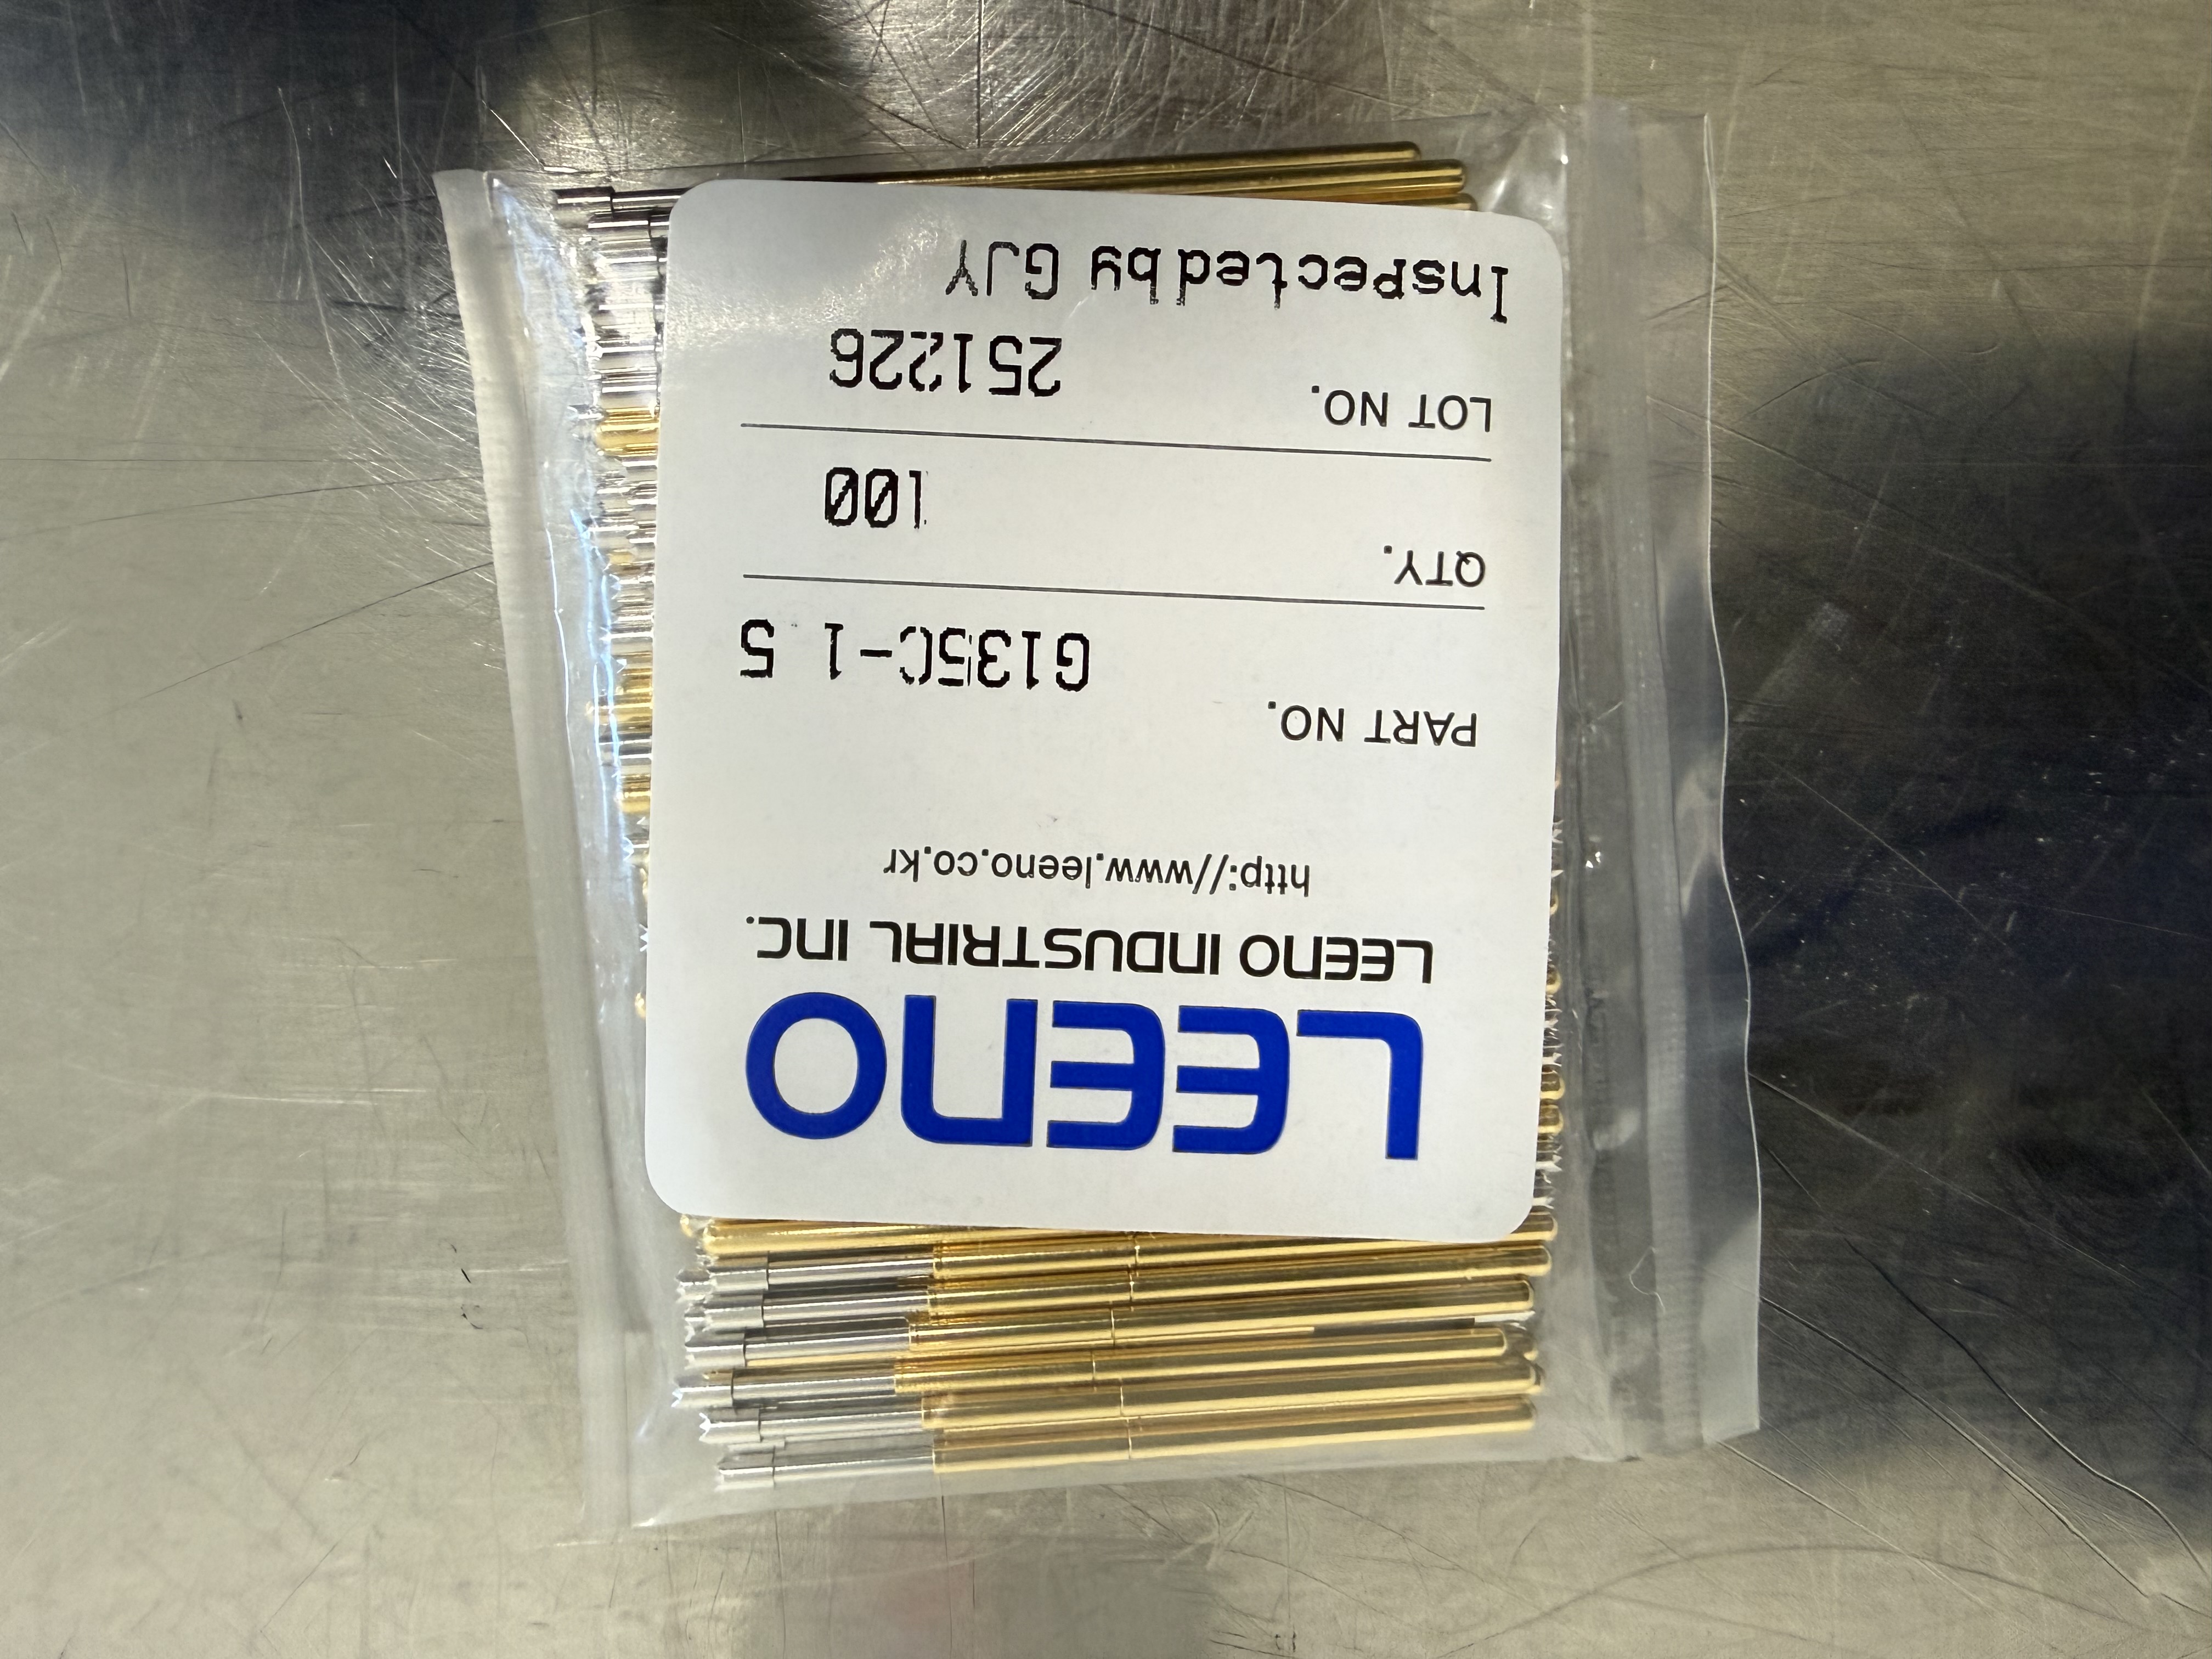 LEENO
LEENO INDUSTRIAL INC.
http://www.leeno.co.kr
PART NO. G135C-1 5
QTY. 100
LOT NO. 251226
InsPected by GJY